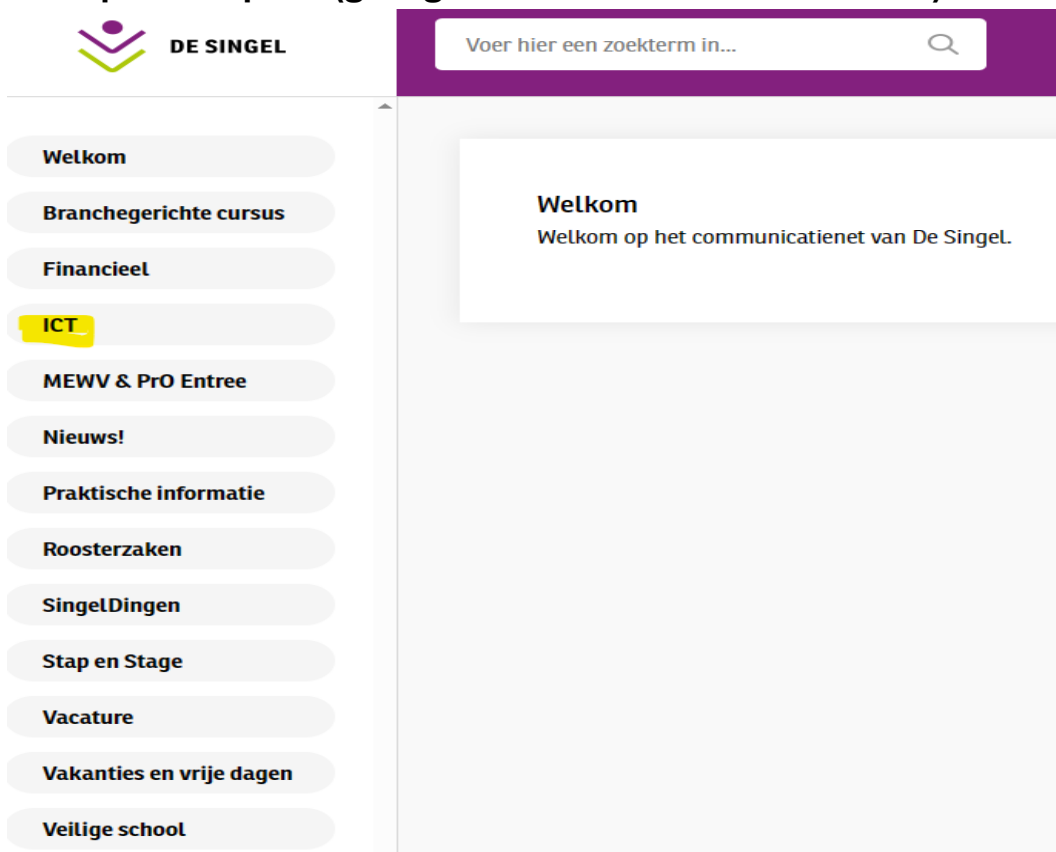 DE SINGEL
Voer hier een zoekterm in...
Welkom
Branchegerichte cursus
Financieel
ICT
MEWV & PrO Entree
Nieuws!
Praktische informatie
Roosterzaken
SingelDingen
Stap en Stage
Vacature
Vakanties en vrije dagen
Veilige school
Welkom
Welkom op het communicatienet van De Singel.